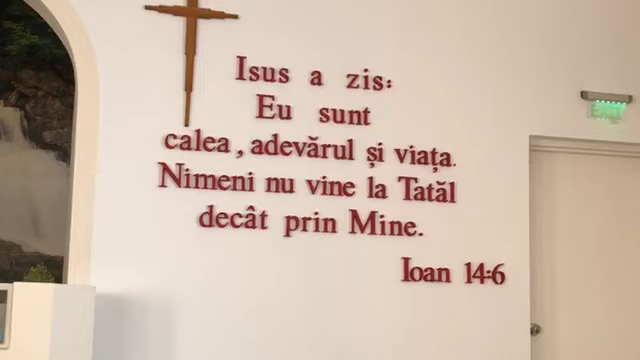 Isus a zis:
Eu sunt
calea, adevărul și viața.
Nimeni nu vine la Tatăl
decât prin Mine.
Ioan 14:6
EXIT